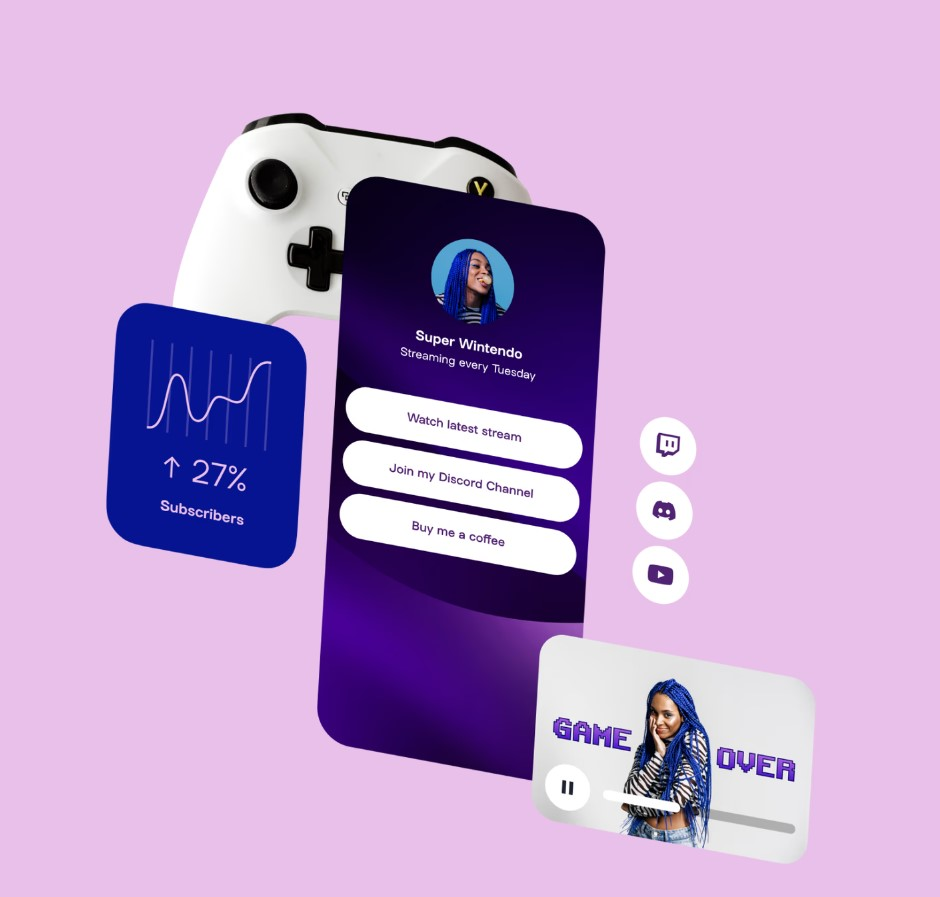 Y
Super Wintendo
Streaming every Tuesday
Watch latest stream
Join my Discord Channel
Buy me a coffee
↑ 27%
Subscribers
GAME OVER